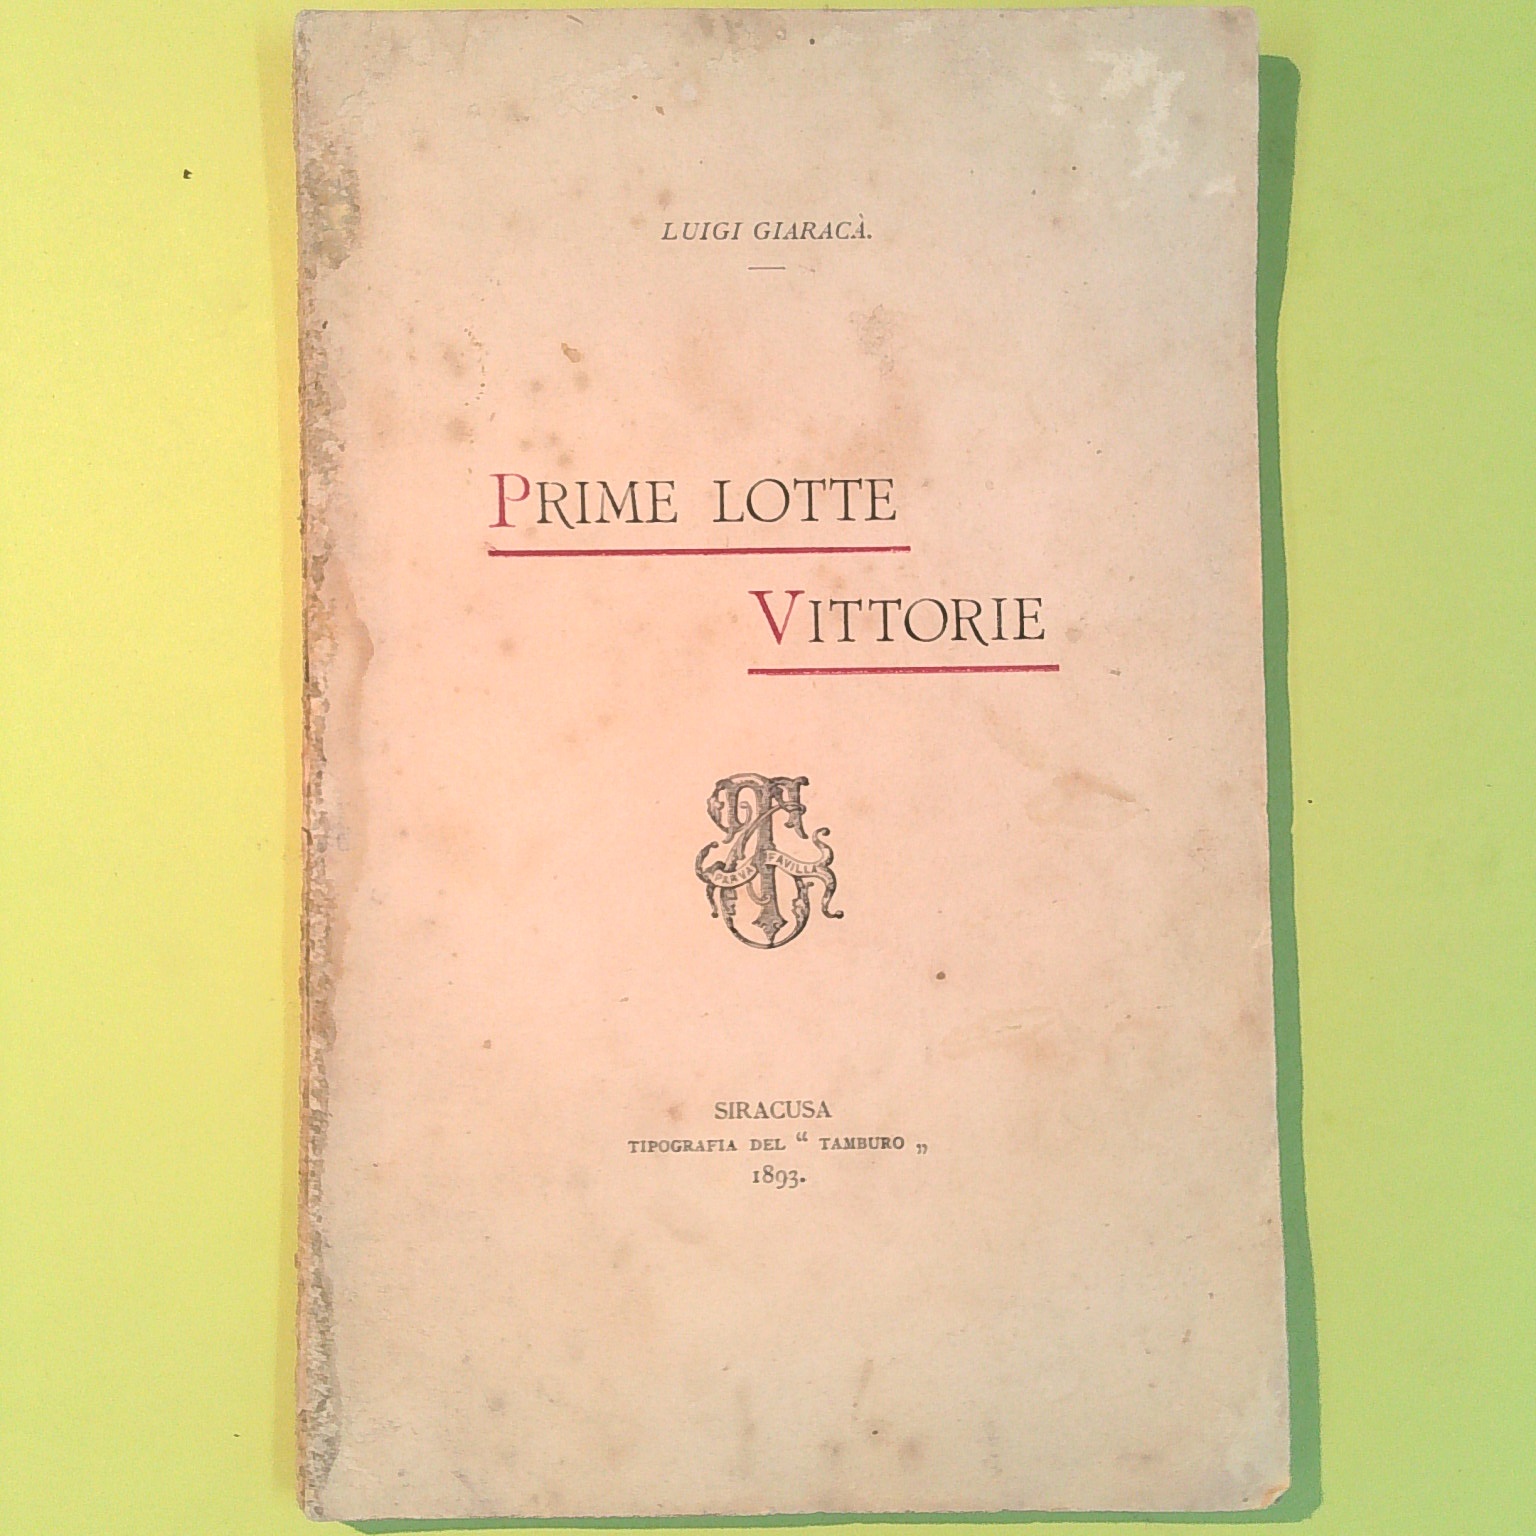 LUIGI GIARACÀ.
PRIME LOTTE
VITTORIE
PARVA FAVILLA
SIRACUSA
TIPOGRAFIA DEL “ TAMBURO „
1893.